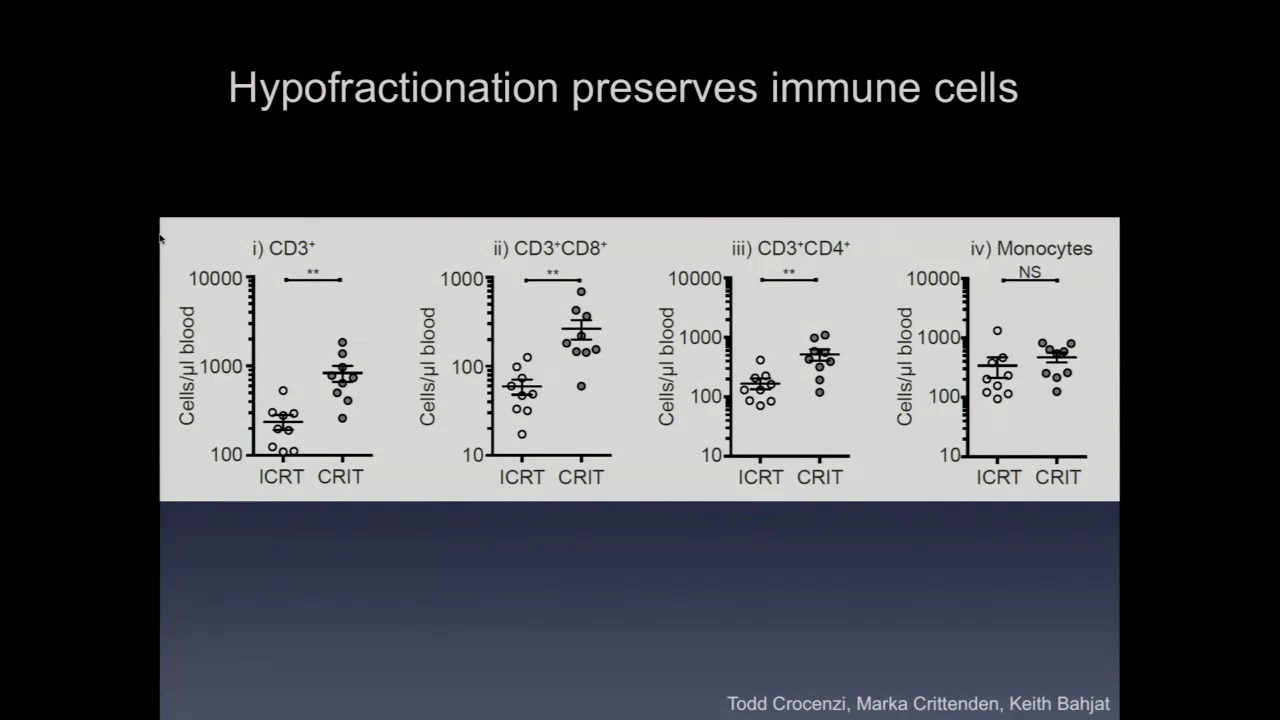 Hypofractionation preserves immune cells
i) CD3⁺
ii) CD3⁺CD8⁺
iii) CD3⁺CD4⁺
iv) Monocytes
**
**
**
NS
Cells/µl blood
10000
1000
100
ICRT CRIT
Cells/µl blood
1000
100
10
ICRT CRIT
Cells/µl blood
10000
1000
100
10
ICRT CRIT
Cells/µl blood
10000
1000
100
10
ICRT CRIT
Todd Crocenzi, Marka Crittenden, Keith Bahjat